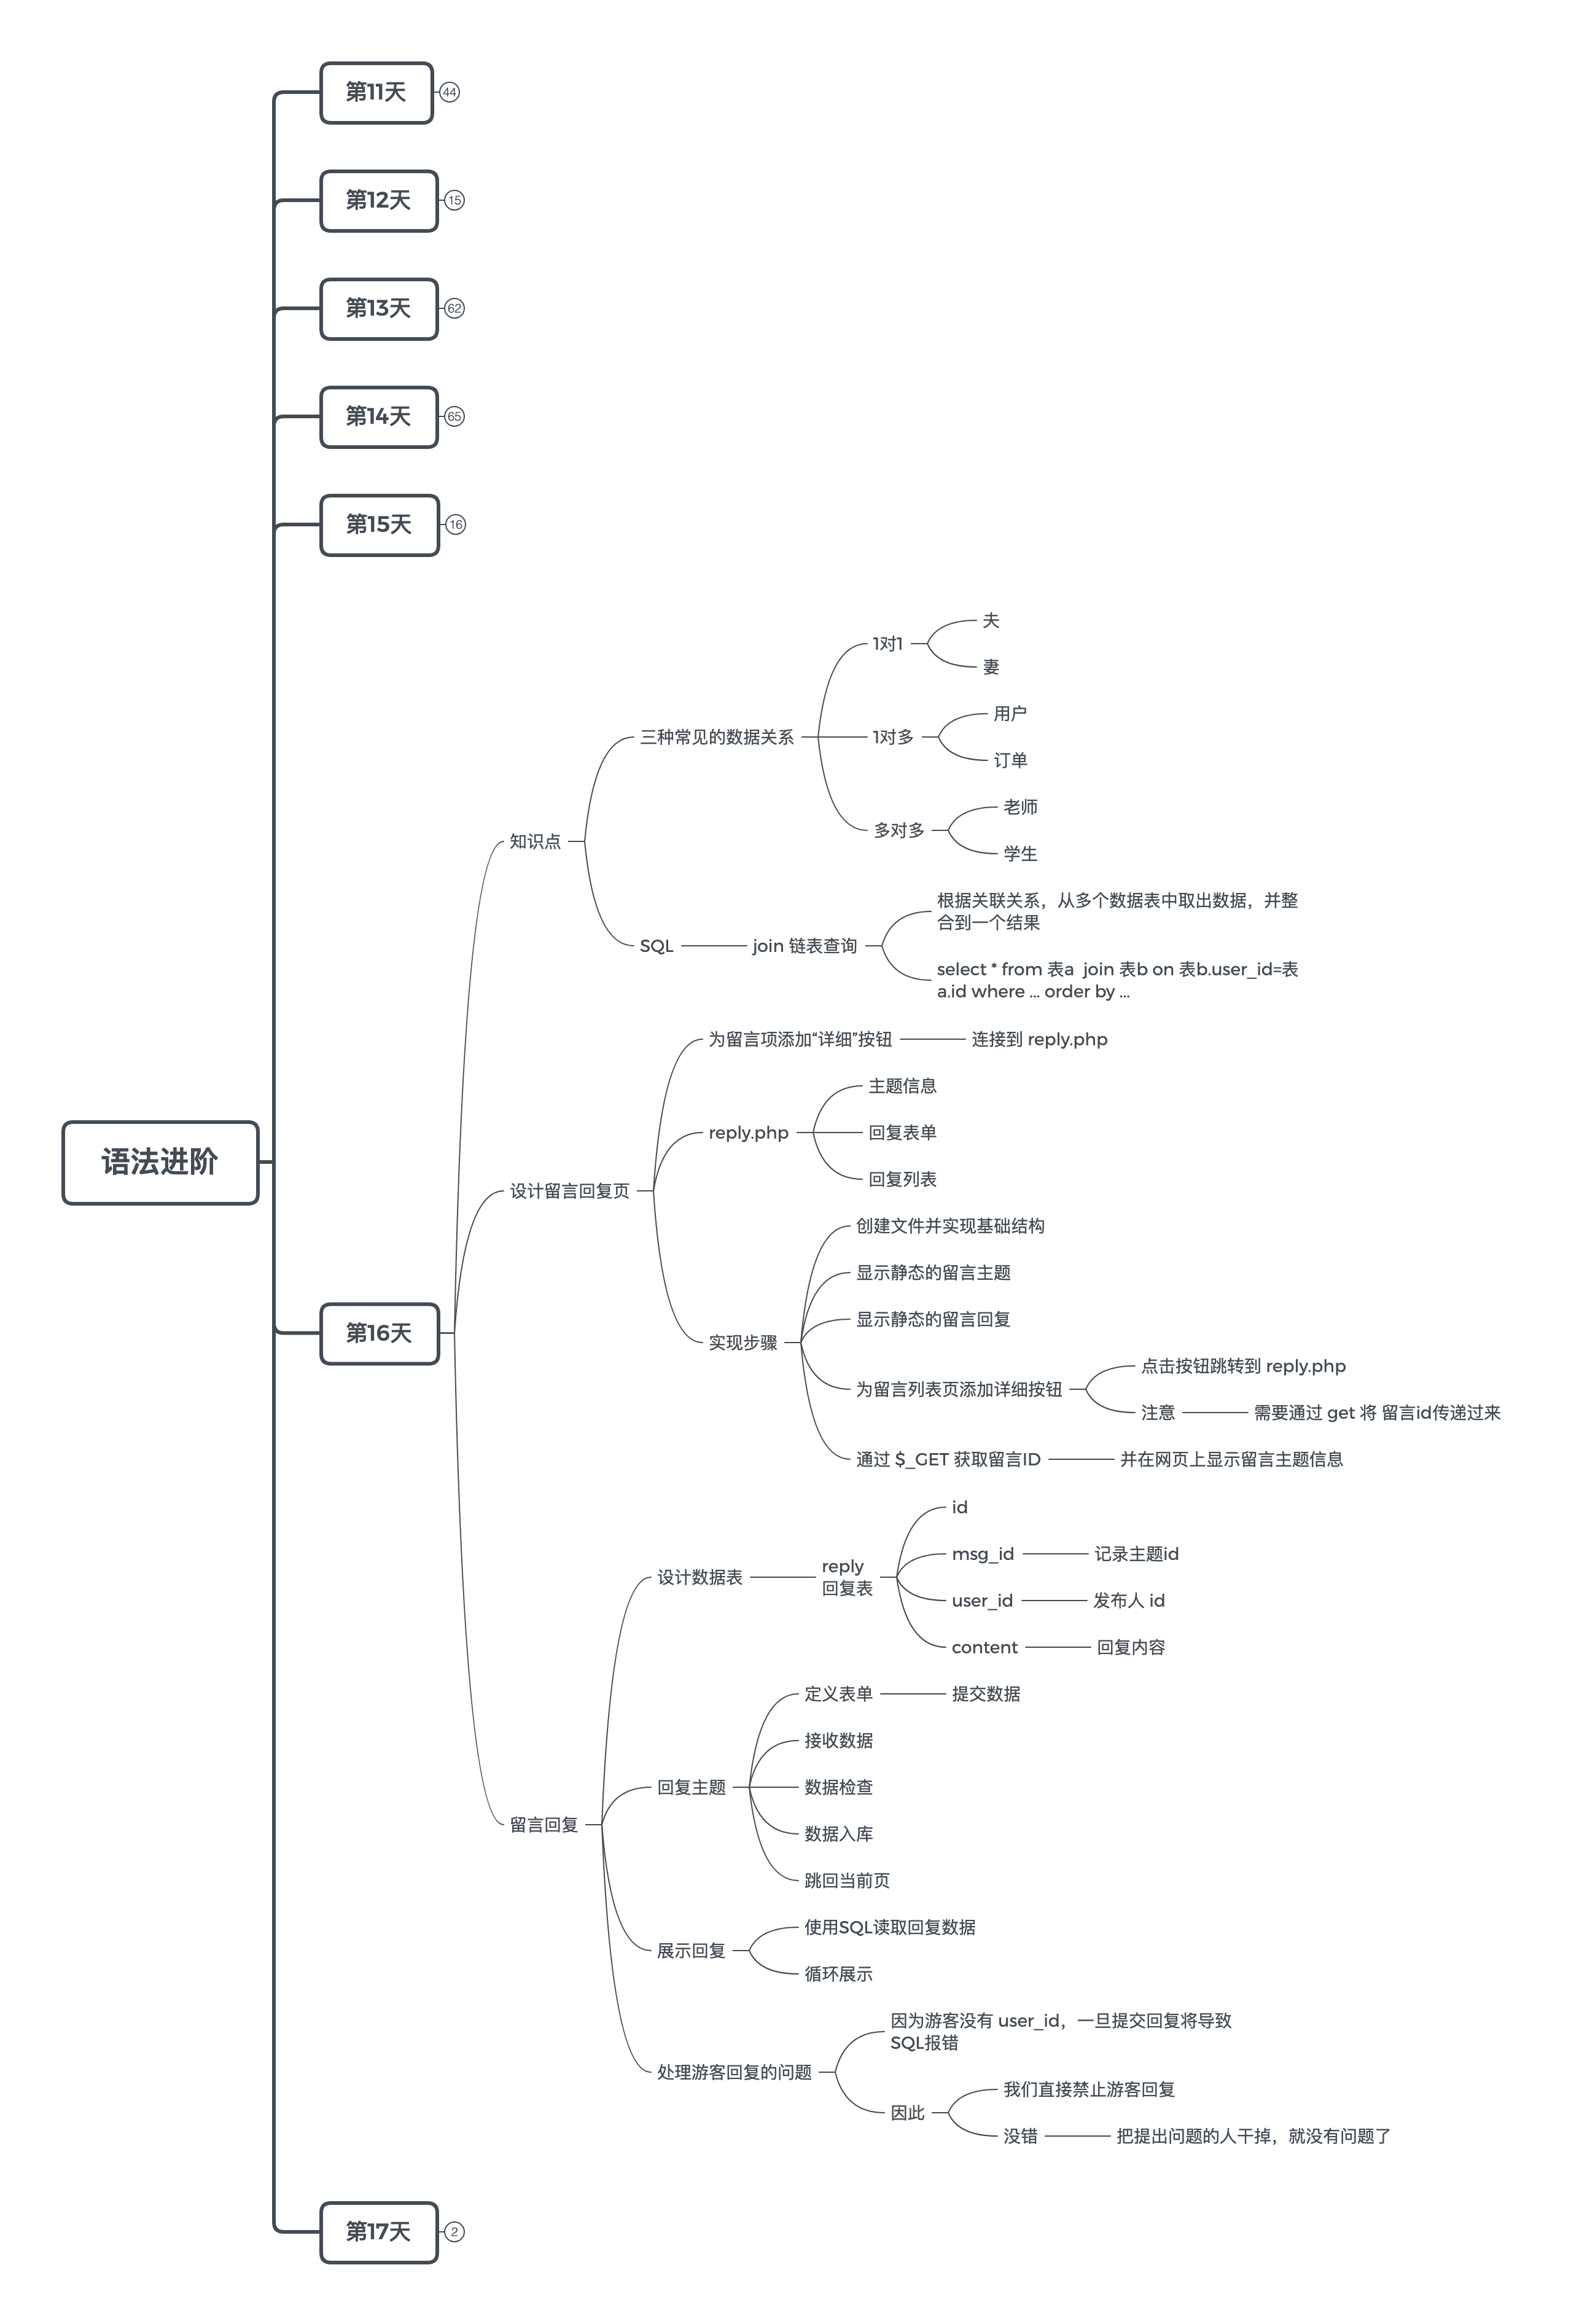 语法进阶
第11天
44
第12天
15
第13天
62
第14天
65
第15天
16
第16天
知识点
三种常见的数据关系
1对1
夫
妻
1对多
用户
订单
多对多
老师
学生
SQL
join 链表查询
根据关联关系，从多个数据表中取出数据，并整
合到一个结果
select * from 表a  join 表b on 表b.user_id=表
a.id where ... order by ...
设计留言回复页
为留言项添加“详细”按钮
连接到 reply.php
reply.php
主题信息
回复表单
回复列表
实现步骤
创建文件并实现基础结构
显示静态的留言主题
显示静态的留言回复
为留言列表页添加详细按钮
点击按钮跳转到 reply.php
注意
需要通过 get 将 留言id传递过来
通过 $_GET 获取留言ID
并在网页上显示留言主题信息
留言回复
设计数据表
reply
回复表
id
msg_id
记录主题id
user_id
发布人 id
content
回复内容
回复主题
定义表单
提交数据
接收数据
数据检查
数据入库
跳回当前页
展示回复
使用SQL读取回复数据
循环展示
处理游客回复的问题
因为游客没有 user_id，一旦提交回复将导致
SQL报错
因此
我们直接禁止游客回复
没错
把提出问题的人干掉，就没有问题了
第17天
2